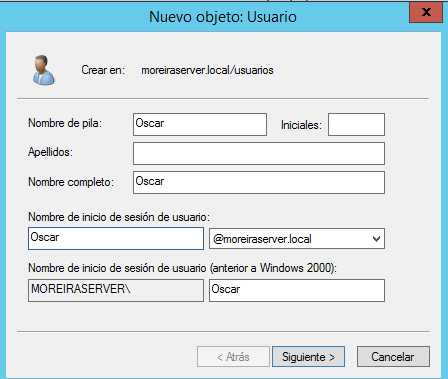 Nuevo objeto: Usuario
x
Crear en: moreiraserver.local/usuarios
Nombre de pila: Oscar Iniciales:
Apellidos:
Nombre completo: Oscar
Nombre de inicio de sesión de usuario:
Oscar @moreiraserver.local
Nombre de inicio de sesión de usuario (anterior a Windows 2000):
MOREIRASERVER\ Oscar
< Atrás Siguiente > Cancelar